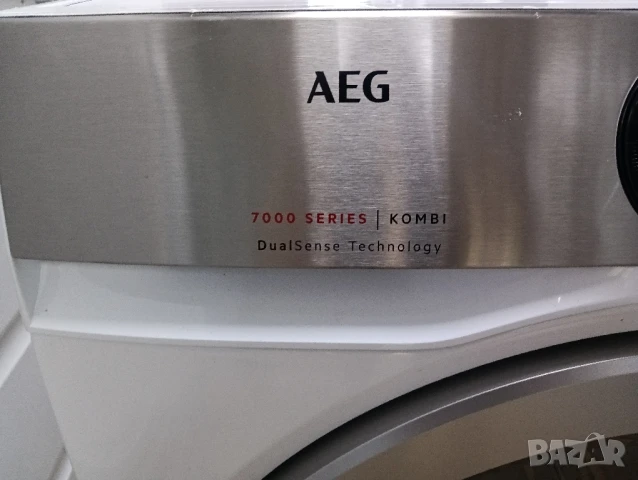 AEG
7000 SERIES | KOMBI
DualSense Technology
BAZAR